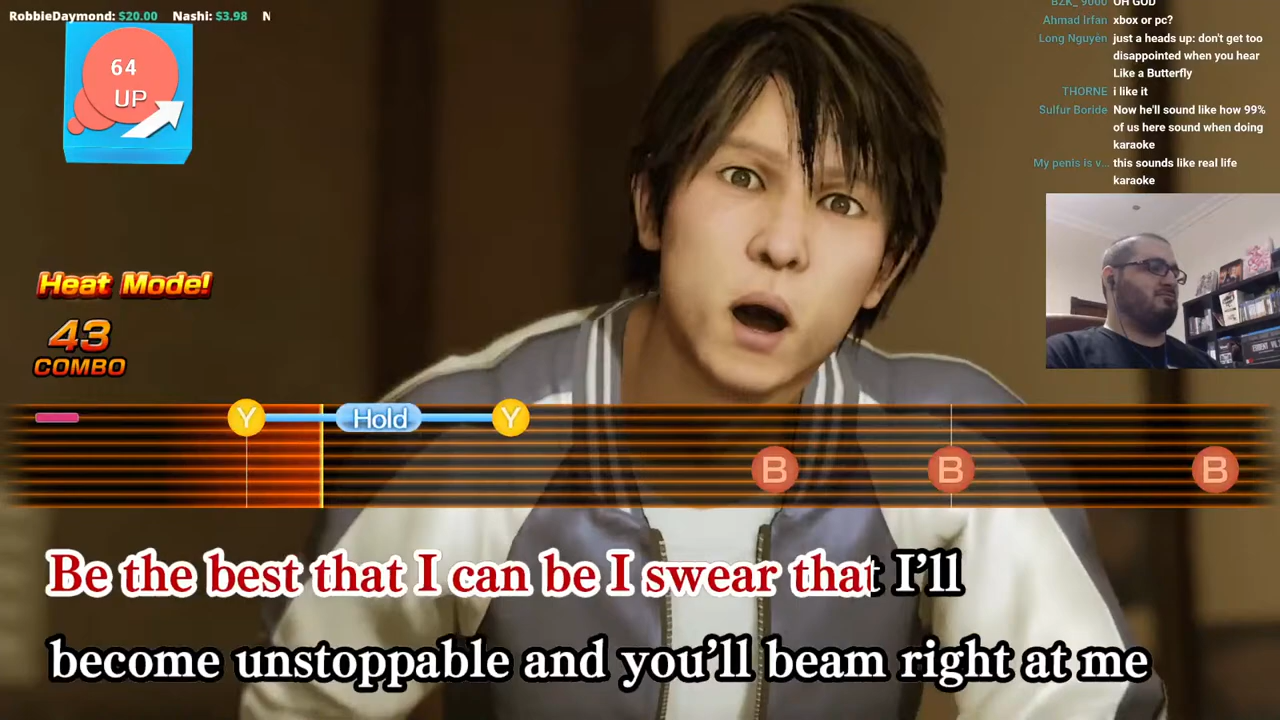 RobbieDaymond: $20.00 Nashi: $3.98 N
64
UP
Heat Mode!
43
COMBO
Y Hold Y B B B
Be the best that I can be I swear that I'll
become unstoppable and you'll beam right at me
BZK_ 9000 OH GOD
Ahmad Irfan xbox or pc?
Long Nguyễn just a heads up: don't get too
disappointed when you hear
Like a Butterfly
THORNE i like it
Sulfur Boride Now he'll sound like how 99%
of us here sound when doing
karaoke
My penis is v... this sounds like real life
karaoke